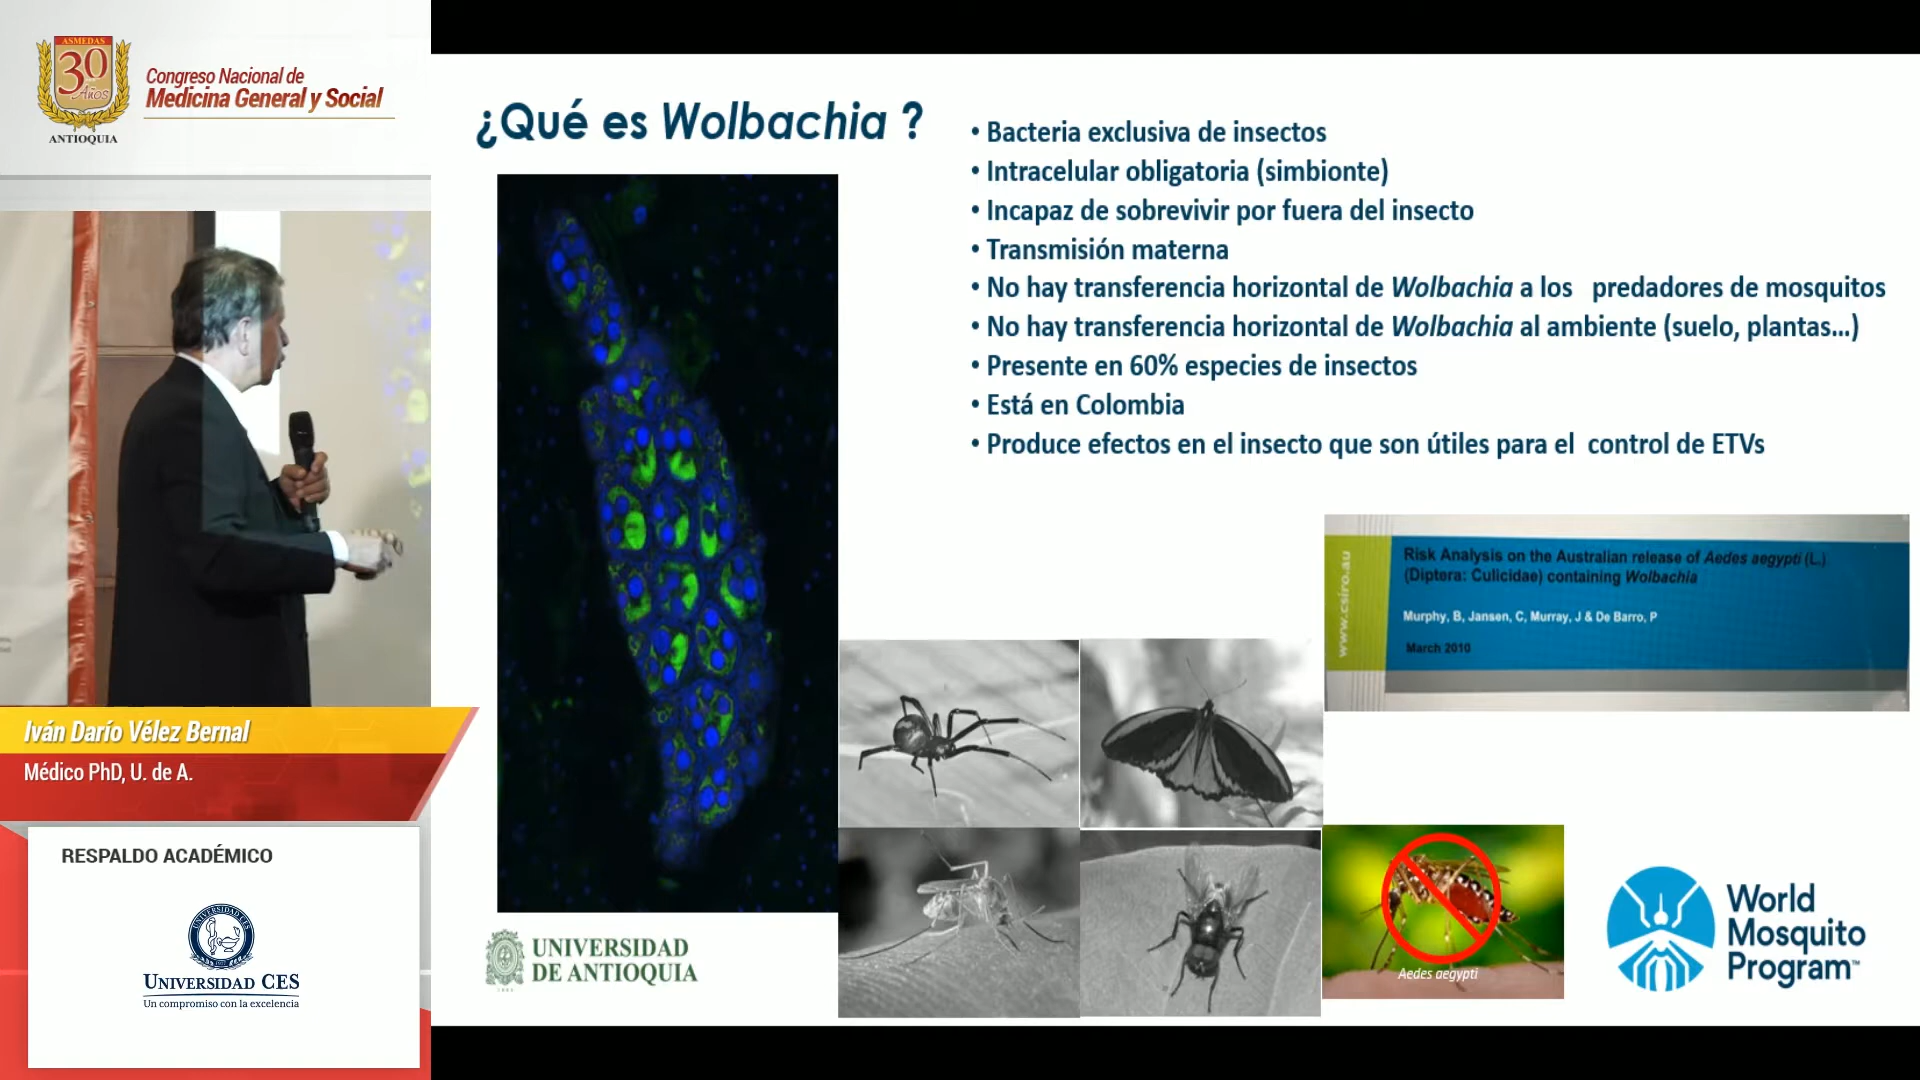 ASMEDAS
30
Años
ANTIOQUIA
Congreso Nacional de
Medicina General y Social
Iván Darío Vélez Bernal
Médico PhD, U. de A.
RESPALDO ACADÉMICO
UNIVERSIDAD CES
Un compromiso con la excelencia
¿Qué es Wolbachia ?
• Bacteria exclusiva de insectos
• Intracelular obligatoria (simbionte)
• Incapaz de sobrevivir por fuera del insecto
• Transmisión materna
• No hay transferencia horizontal de Wolbachia a los predadores de mosquitos
• No hay transferencia horizontal de Wolbachia al ambiente (suelo, plantas...)
• Presente en 60% especies de insectos
• Está en Colombia
• Produce efectos en el insecto que son útiles para el control de ETVs
www.csiro.au
Risk Analysis on the Australian release of Aedes aegypti (L.)
(Diptera: Culicidae) containing Wolbachia
Murphy, B, Jansen, C, Murray, J & De Barro, P
March 2010
UNIVERSIDAD
DE ANTIOQUIA
Aedes aegypti
World
Mosquito
Program™